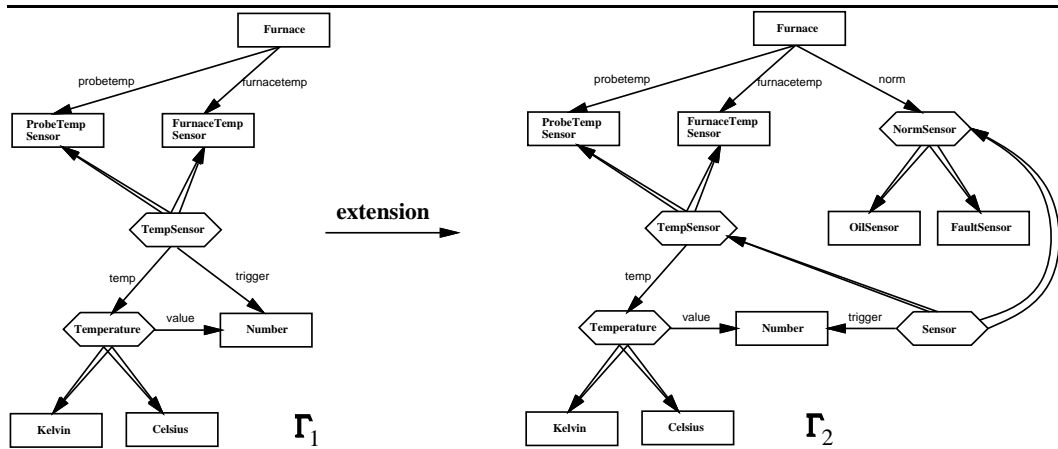 Furnace
probetemp
furnacetemp
ProbeTemp
Sensor
FurnaceTemp
Sensor
TempSensor
temp
trigger
Temperature
value
Number
Kelvin
Celsius
Γ1
extension
Furnace
probetemp
furnacetemp
norm
ProbeTemp
Sensor
FurnaceTemp
Sensor
NormSensor
TempSensor
OilSensor
FaultSensor
temp
Temperature
value
Number
trigger
Sensor
Kelvin
Celsius
Γ2